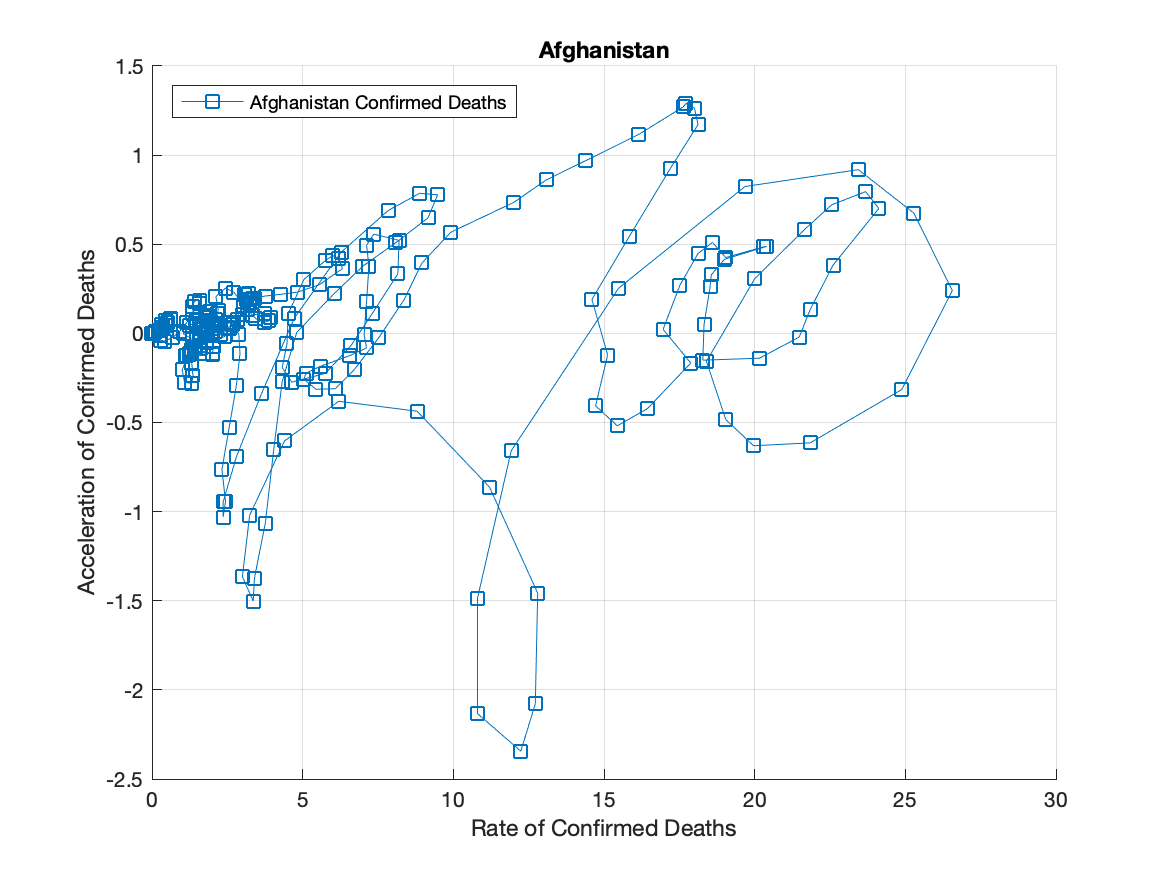 Afghanistan
Afghanistan Confirmed Deaths
1.5
1
0.5
0
-0.5
-1
-1.5
-2
-2.5
0 5 10 15 20 25 30
Rate of Confirmed Deaths
Acceleration of Confirmed Deaths